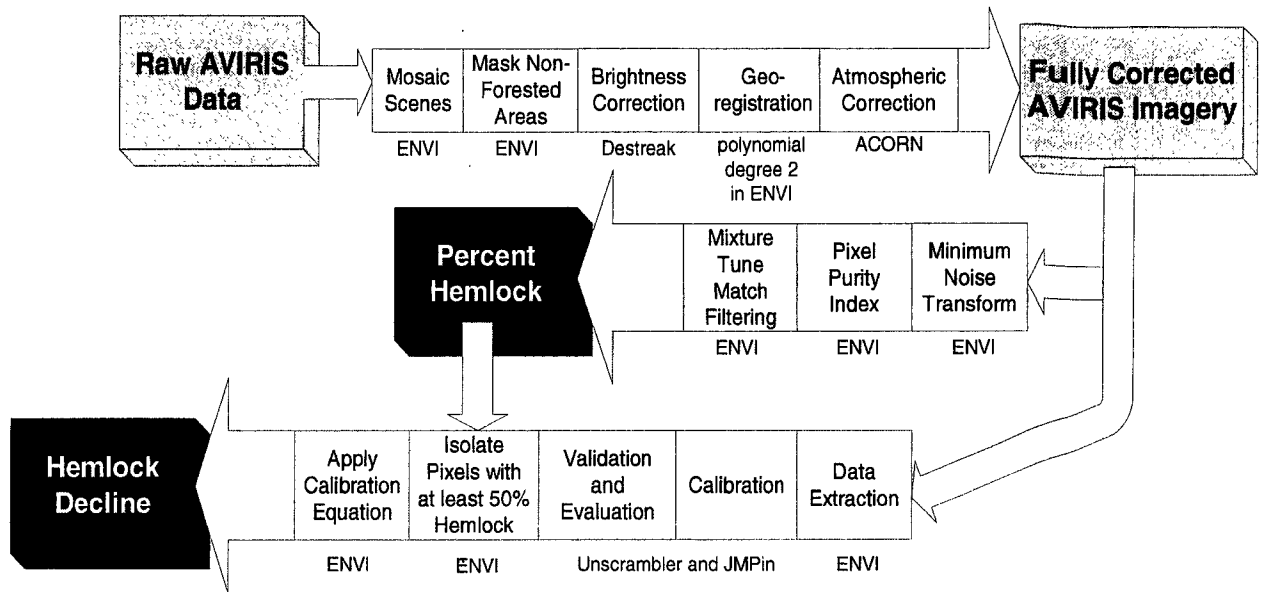 Raw AVIRIS
Data
Mosaic
Scenes
Mask Non-
Forested
Areas
Brightness
Correction
Geo-
registration
Atmospheric
Correction
Fully Corrected
AVIRIS Imagery
ENVI
ENVI
Destreak
polynomial
degree 2
in ENVI
ACORN
Percent
Hemlock
Mixture
Tune
Match
Filtering
Pixel
Purity
Index
Minimum
Noise
Transform
ENVI
ENVI
ENVI
Hemlock
Decline
Apply
Calibration
Equation
Isolate
Pixels with
at least 50%
Hemlock
Validation
and
Evaluation
Calibration
Data
Extraction
ENVI
ENVI
Unscrambler and JMPin
ENVI